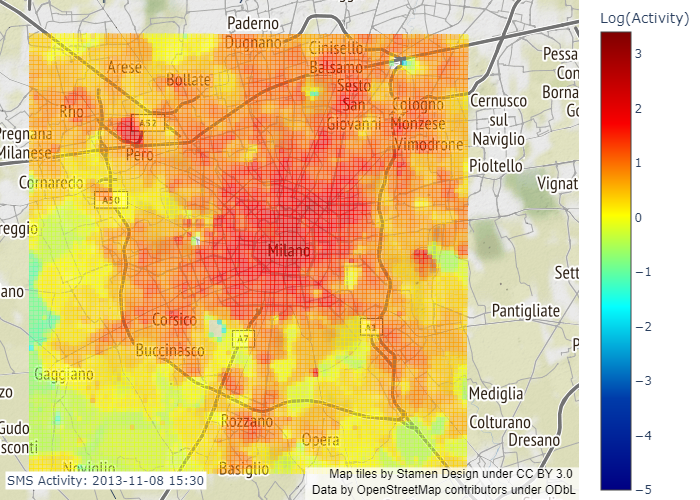 Log(Activity)
3
2
1
0
−1
−2
−3
−4
−5
Paderno
Dugnano
Cinisello
Balsamo
Arese
Bollate
Sesto
San
Giovanni
Cologno
Monzese
Vimodrone
Cernusco
sul
Naviglio
Pioltello
Pessa
Con
Borna
Go
Rho
A52
Pero
Pregnana
Milanese
Cornaredo
A50
Vignat
reggio
Milano
Sett
ano
Pantigliate
Corsico
A7
A1
Buccinasco
Gaggiano
Mediglia
Colturano
Dresano
zo
Gudo
sconti
Rozzano
Opera
Noviglio
Basiglio
P
SMS Activity: 2013-11-08 15:30
Map tiles by Stamen Design under CC BY 3.0
Data by OpenStreetMap contributors under ODbL